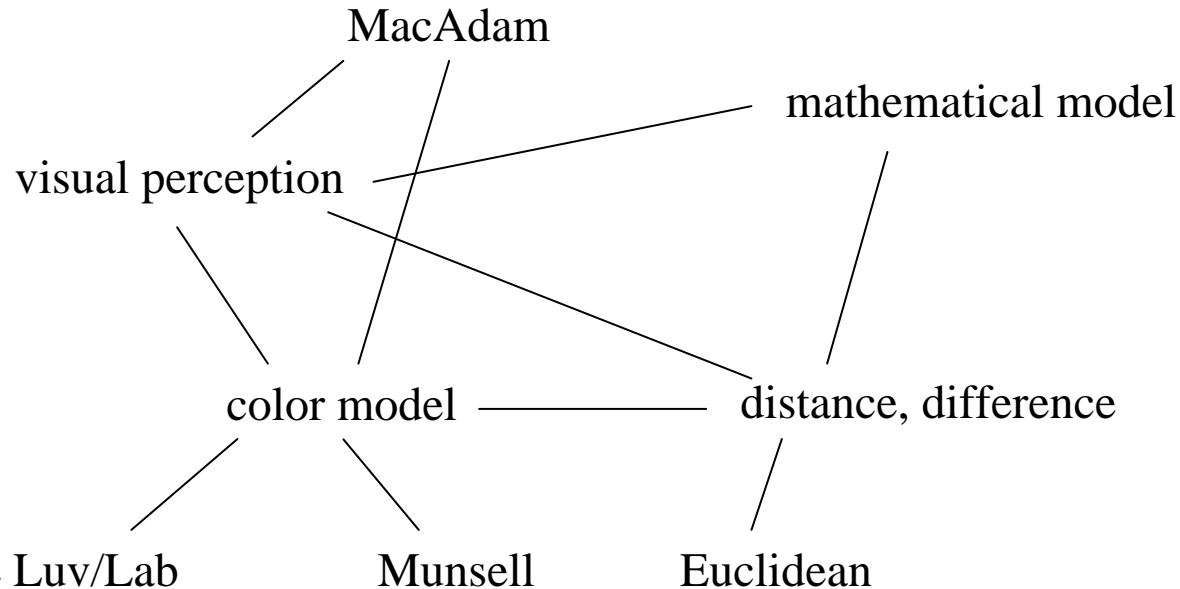 MacAdam
mathematical model
visual perception
color model
distance, difference
Luv/Lab
Munsell
Euclidean